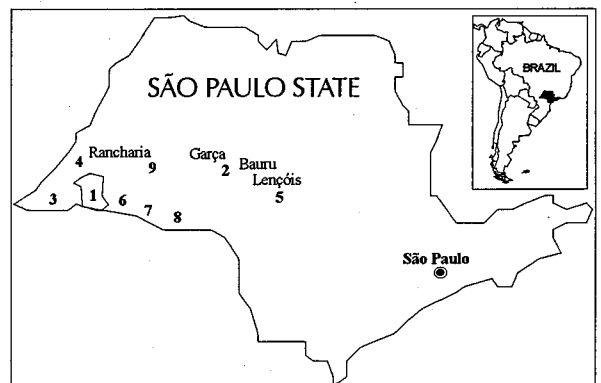 BRAZIL
SÃO PAULO STATE
Rancharia
Garça
Bauru
4
9
2
Lençóis
3
1
6
5
7
8
São Paulo